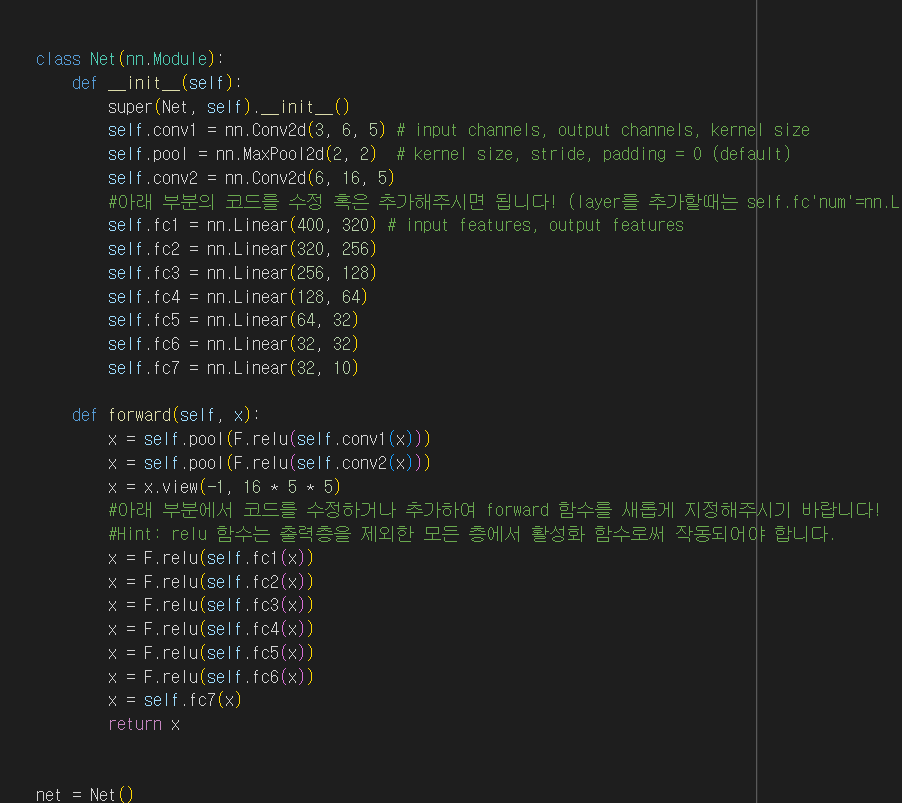 class Net(nn.Module):
    def __init__(self):
        super(Net, self).__init__()
        self.conv1 = nn.Conv2d(3, 6, 5) # input channels, output channels, kernel size
        self.pool = nn.MaxPool2d(2, 2)  # kernel size, stride, padding = 0 (default)
        self.conv2 = nn.Conv2d(6, 16, 5)
        #아래 부분의 코드를 수정 혹은 추가해주시면 됩니다! (layer를 추가할때는 self.fc'num'=nn.L
        self.fc1 = nn.Linear(400, 320) # input features, output features
        self.fc2 = nn.Linear(320, 256)
        self.fc3 = nn.Linear(256, 128)
        self.fc4 = nn.Linear(128, 64)
        self.fc5 = nn.Linear(64, 32)
        self.fc6 = nn.Linear(32, 32)
        self.fc7 = nn.Linear(32, 10)
    def forward(self, x):
        x = self.pool(F.relu(self.conv1(x)))
        x = self.pool(F.relu(self.conv2(x)))
        x = x.view(-1, 16 * 5 * 5)
        #아래 부분에서 코드를 수정하거나 추가하여 forward 함수를 새롭게 지정해주시기 바랍니다!
        #Hint: relu 함수는 출력층을 제외한 모든 층에서 활성화 함수로써 작동되어야 합니다.
        x = F.relu(self.fc1(x))
        x = F.relu(self.fc2(x))
        x = F.relu(self.fc3(x))
        x = F.relu(self.fc4(x))
        x = F.relu(self.fc5(x))
        x = F.relu(self.fc6(x))
        x = self.fc7(x)
        return x
net = Net()